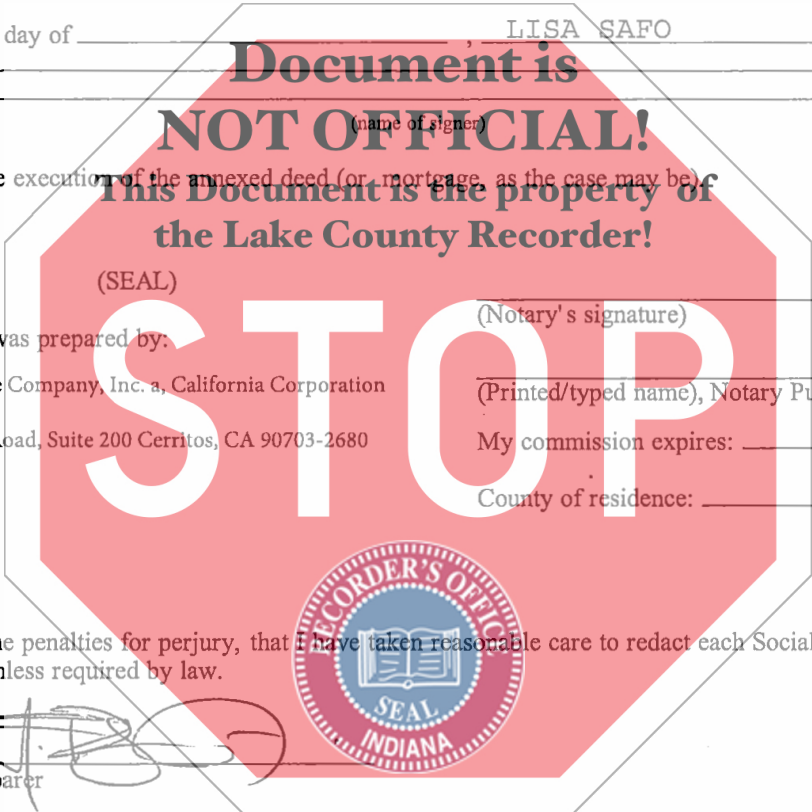 day of , LISA SAFO
Document is
NOT OFFICIAL!
(name of signer)
execution of the annexed deed (or mortgage, as the case may be).
This Document is the property of
the Lake County Recorder!
(SEAL)
(Notary's signature)
was prepared by:
STOP
Company, Inc. a, California Corporation
(Printed/typed name), Notary Pu
oad, Suite 200 Cerritos, CA 90703-2680
My commission expires:
County of residence:
RECORDER'S OFFICE
e penalties for perjury, that I have taken reasonable care to redact each Social
nless required by law.
SEAL
INDIANA
parer